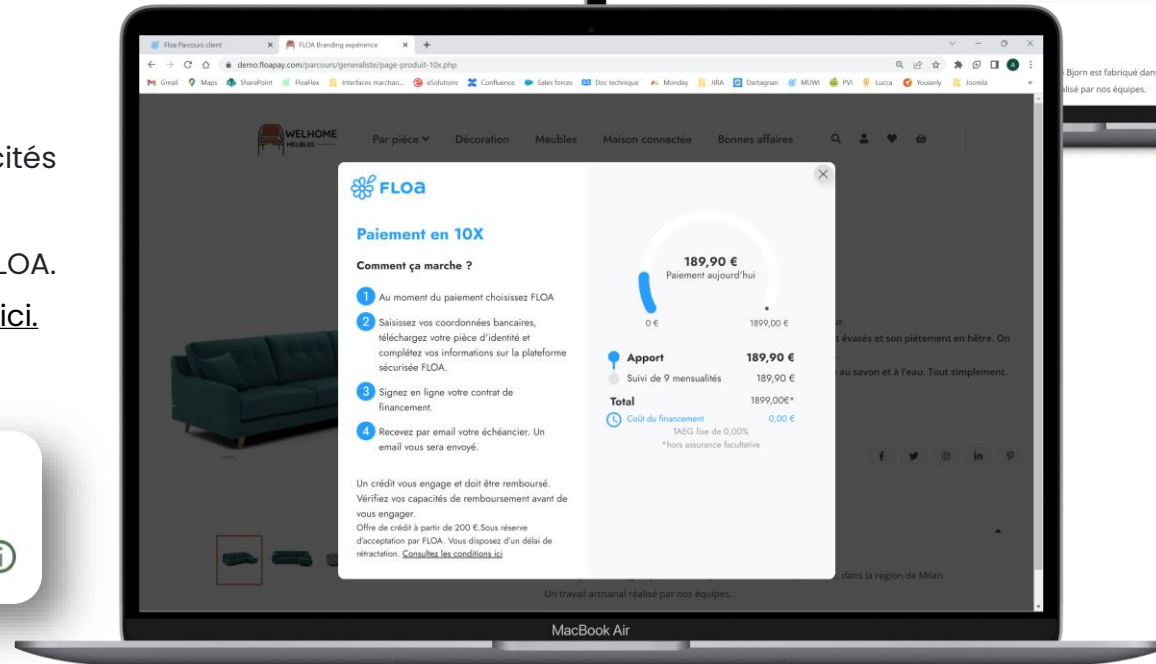 cités
LOA.
ici.
Floa Parcours client
FLOA Branding expérience
demo.floapay.com/parcours/generaliste/page-produit-10x.php
Gmail Maps SharePoint Floaflex Interfaces marchan... eSolutions Confluence Sales forces Doc technique Monday JIRA Dartagnan MUWI PVI Lucca Youserly Joomla
Bjorn est fabriqué dans
alisé par nos équipes.
WELHOME
MEUBLES
Par pièce Décoration Meubles Maison connectée Bonnes affaires
FLOa
Paiement en 10X
Comment ça marche ?
1 Au moment du paiement choisissez FLOA
2 Saisissez vos coordonnées bancaires,
téléchargez votre pièce d'identité et
complétez vos informations sur la plateforme
sécurisée FLOA.
3 Signez en ligne votre contrat de
financement.
4 Recevez par email votre échéancier. Un
email vous sera envoyé.
Un crédit vous engage et doit être remboursé.
Vérifiez vos capacités de remboursement avant de
vous engager.
Offre de crédit à partir de 200 €.Sous réserve
d'acceptation par FLOA. Vous disposez d'un délai de
rétractation. Consultez les conditions ici
189,90 €
Paiement aujourd'hui
0 € 1899,00 €
Apport 189,90 €
Suivi de 9 mensualités 189,90 €
Total 1899,00€*
Coût du financement 0,00 €
TAEG fixe de 0,00%
*hors assurance facultative
r.
t évasés et son piétement en hêtre. On
au savon et à l'eau. Tout simplement.
dans la région de Milan.
Un travail artisanal réalisé par nos équipes.
MacBook Air